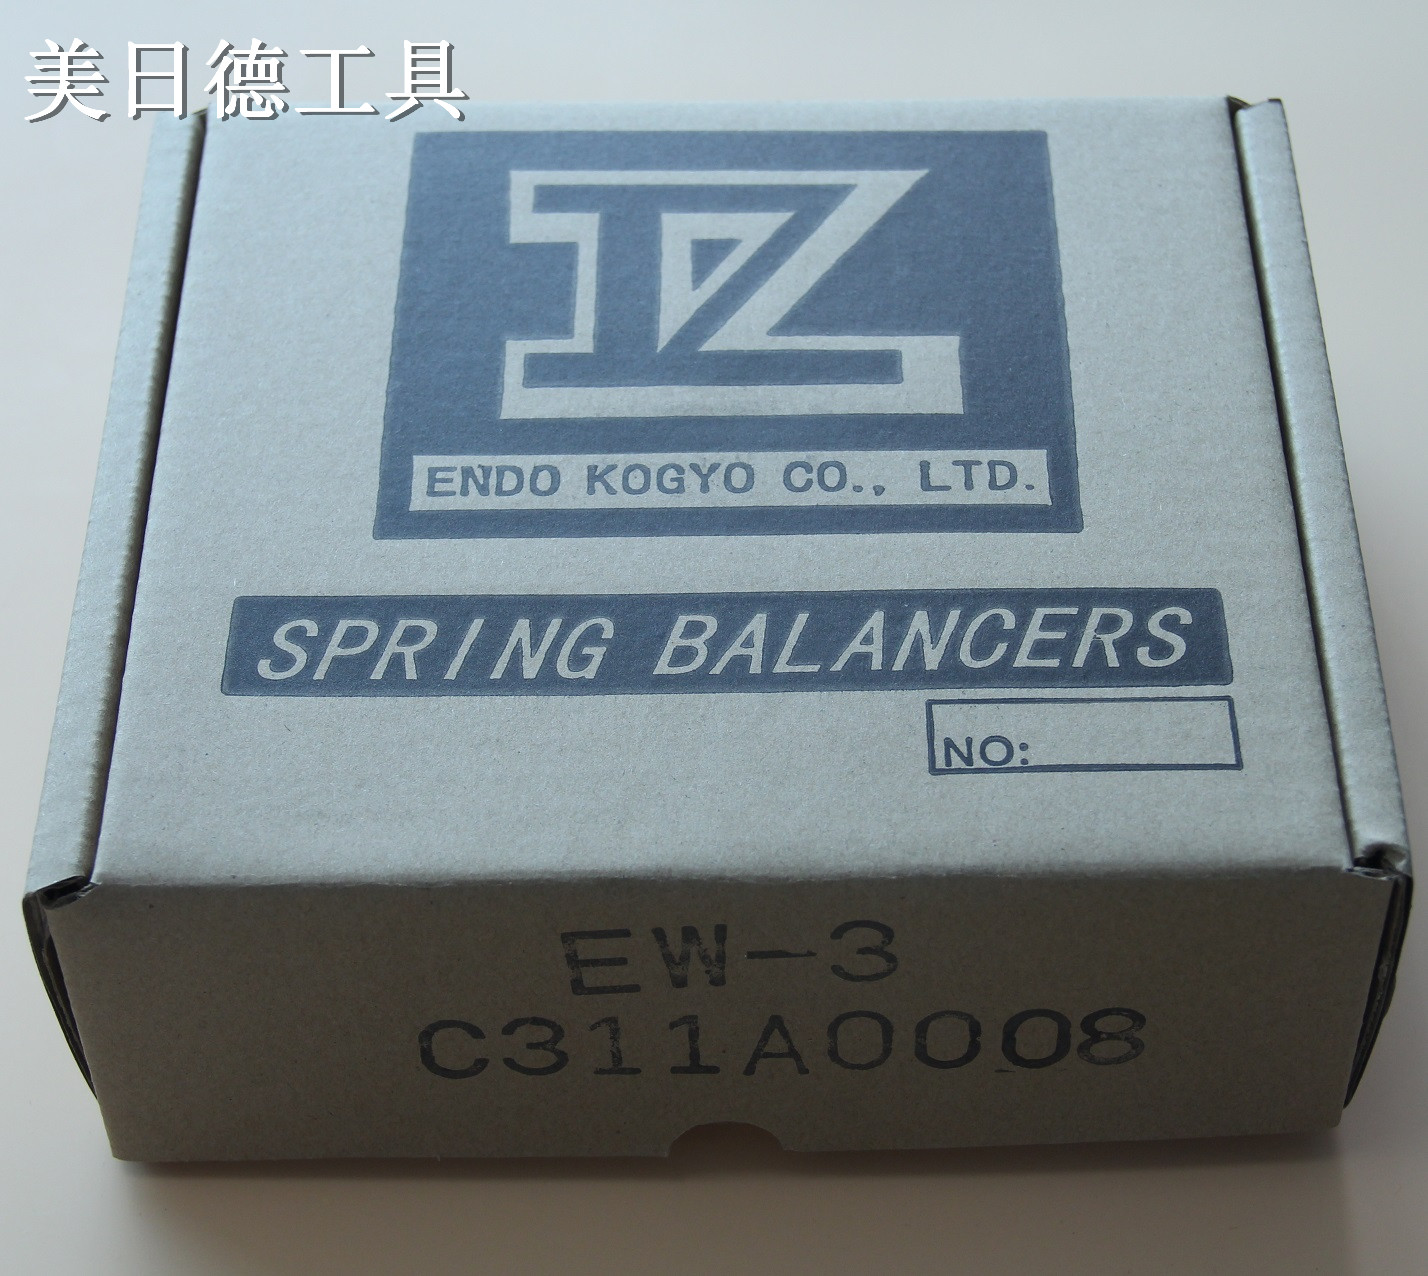 美日德工具
ENDO KOGYO CO., LTD.
SPRING BALANCERS
NO:
EW-3
C311A0008